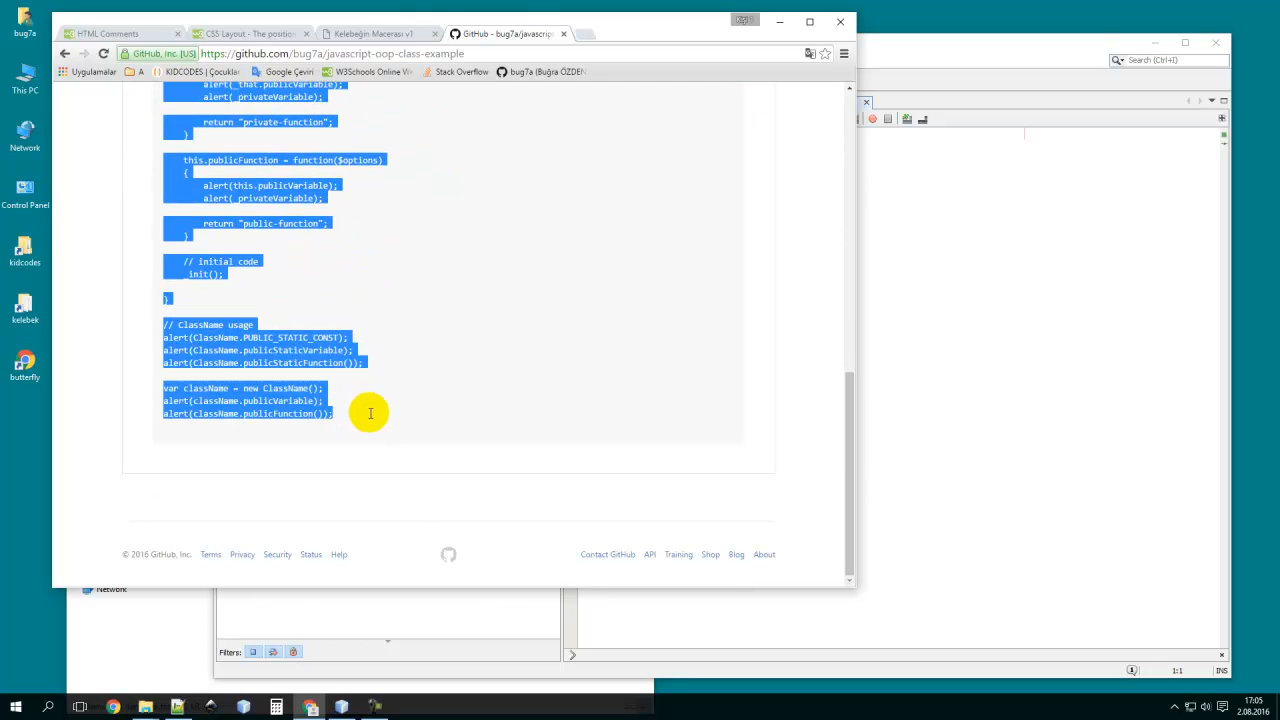 bug7a
This PC
Network
Control Panel
kidcodes
kelebek
butterfly
HTML Comments
CSS Layout - The position
Kelebeğin Macerası v1
GitHub - bug7a/javascript
GitHub, Inc. [US]
https://github.com/bug7a/javascript-oop-class-example
Uygulamalar
A
KIDCODES | Çocuklar
Google Çeviri
W3Schools Online We
Stack Overflow
bug7a (Buğra ÖZDEN
Search (Ctrl+I)
alert(_that.publicVariable);
alert(_privateVariable);
return "private-function";
}
this.publicFunction = function($options)
{
alert(this.publicVariable);
alert(_privateVariable);
return "public-function";
}
// initial code
_init();
}
// ClassName usage
alert(ClassName.PUBLIC_STATIC_CONST);
alert(ClassName.publicStaticVariable);
alert(ClassName.publicStaticFunction());
var className = new ClassName();
alert(className.publicVariable);
alert(className.publicFunction());
© 2016 GitHub, Inc.
Terms
Privacy
Security
Status
Help
Contact GitHub
API
Training
Shop
Blog
About
Network
Filters:
1:1
INS
17:05
2.08.2016